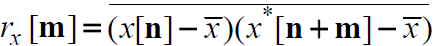 r_x[𝐦] = \overline{(x[𝐧] − \overline{x})(x^*[𝐧 + 𝐦] − \overline{x})}